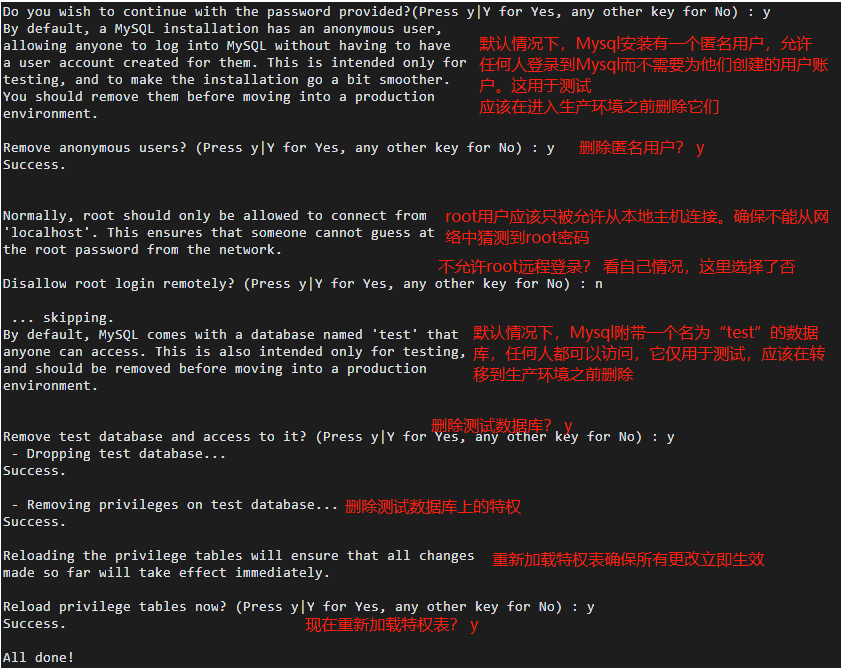 Do you wish to continue with the password provided?(Press y|Y for Yes, any other key for No) : y
By default, a MySQL installation has an anonymous user,
allowing anyone to log into MySQL without having to have
a user account created for them. This is intended only for
testing, and to make the installation go a bit smoother.
You should remove them before moving into a production
environment.
默认情况下，Mysql安装有一个匿名用户，允许
任何人登录到Mysql而不需要为他们创建的用户账
户。这用于测试
应该在进入生产环境之前删除它们
Remove anonymous users? (Press y|Y for Yes, any other key for No) : y
删除匿名用户？ y
Success.
Normally, root should only be allowed to connect from
'localhost'. This ensures that someone cannot guess at
the root password from the network.
root用户应该只被允许从本地主机连接。确保不能从网
络中猜测到root密码
不允许root远程登录？ 看自己情况，这里选择了否
Disallow root login remotely? (Press y|Y for Yes, any other key for No) : n
... skipping.
By default, MySQL comes with a database named 'test' that
anyone can access. This is also intended only for testing,
and should be removed before moving into a production
environment.
默认情况下，Mysql附带一个名为“test”的数据
库，任何人都可以访问，它仅用于测试，应该在转
移到生产环境之前删除
删除测试数据库？ y
Remove test database and access to it? (Press y|Y for Yes, any other key for No) : y
- Dropping test database...
Success.
- Removing privileges on test database...
删除测试数据库上的特权
Success.
Reloading the privilege tables will ensure that all changes
made so far will take effect immediately.
重新加载特权表确保所有更改立即生效
Reload privilege tables now? (Press y|Y for Yes, any other key for No) : y
Success.
现在重新加载特权表？ y
All done!